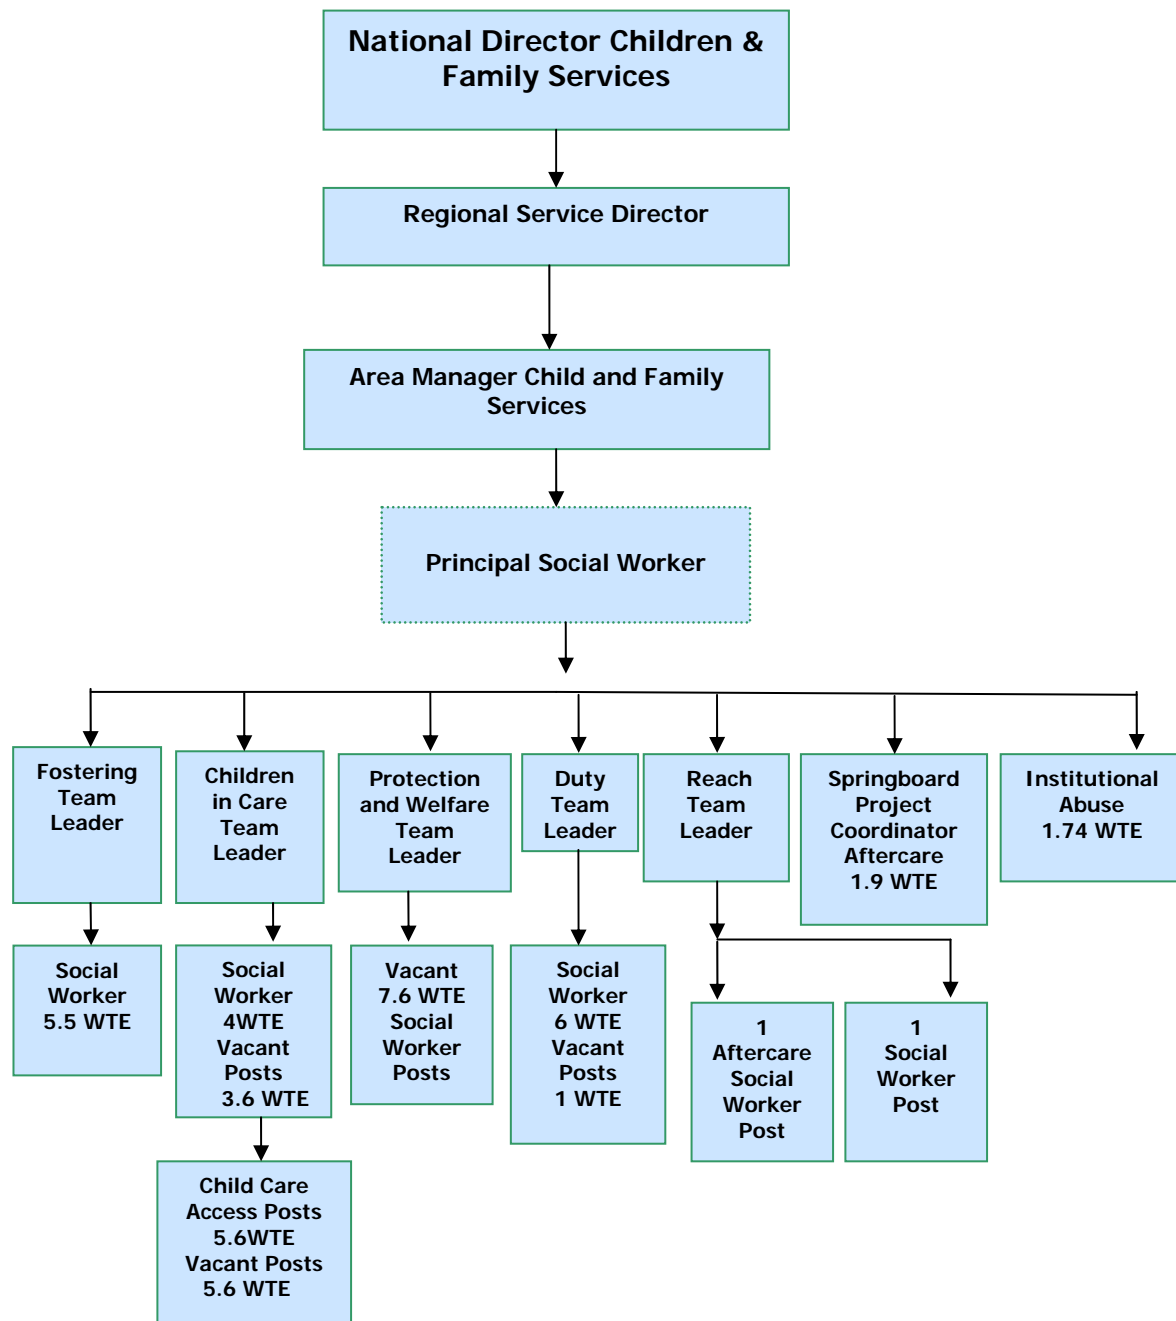 National Director Children &
Family Services
Regional Service Director
Area Manager Child and Family
Services
Principal Social Worker
Fostering
Team
Leader
Children
in Care
Team
Leader
Protection
and Welfare
Team
Leader
Duty
Team
Leader
Reach
Team
Leader
Springboard
Project
Coordinator
Aftercare
1.9 WTE
Institutional
Abuse
1.74 WTE
Social
Worker
5.5 WTE
Social
Worker
4WTE
Vacant
Posts
3.6 WTE
Vacant
7.6 WTE
Social
Worker
Posts
Social
Worker
6 WTE
Vacant
Posts
1 WTE
1
Aftercare
Social
Worker
Post
1
Social
Worker
Post
Child Care
Access Posts
5.6WTE
Vacant Posts
5.6 WTE